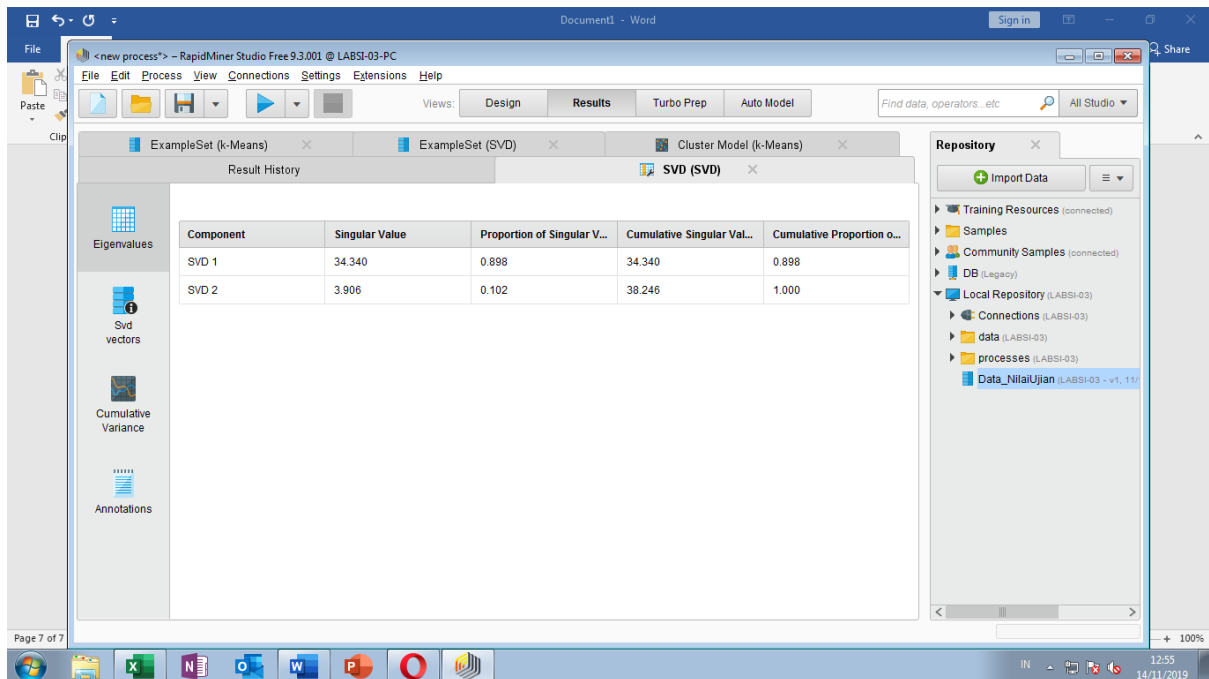 Document1 - Word
Sign in
File
Share
Paste
Clip
<new process*> – RapidMiner Studio Free 9.3.001 @ LABSI-03-PC
File Edit Process View Connections Settings Extensions Help
Views: Design Results Turbo Prep Auto Model
Find data, operators...etc
All Studio
ExampleSet (k-Means) ExampleSet (SVD) Cluster Model (k-Means)
Result History SVD (SVD)
Eigenvalues
Svd
vectors
Cumulative
Variance
Annotations
Component Singular Value Proportion of Singular V... Cumulative Singular Val... Cumulative Proportion o...
SVD 1 34.340 0.898 34.340 0.898
SVD 2 3.906 0.102 38.246 1.000
Repository
Import Data
Training Resources (connected)
Samples
Community Samples (connected)
DB (Legacy)
Local Repository (LABSI-03)
Connections (LABSI-03)
data (LABSI-03)
processes (LABSI-03)
Data_NilaiUjian (LABSI-03 - v1, 11/
Page 7 of 7
100%
IN
12:55
14/11/2019